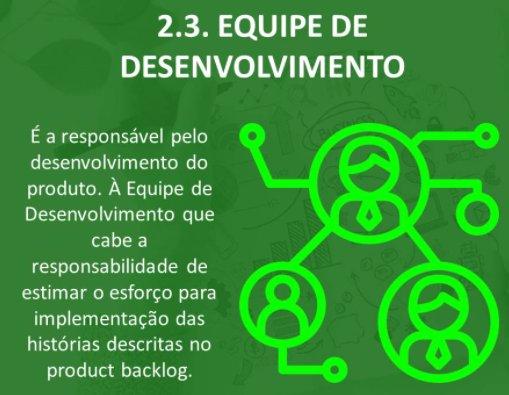 2.3. EQUIPE DE
DESENVOLVIMENTO
É a responsável pelo
desenvolvimento do
produto. À Equipe de
Desenvolvimento que
cabe a
responsabilidade de
estimar o esforço para
implementação das
histórias descritas no
product backlog.
BUSINESS